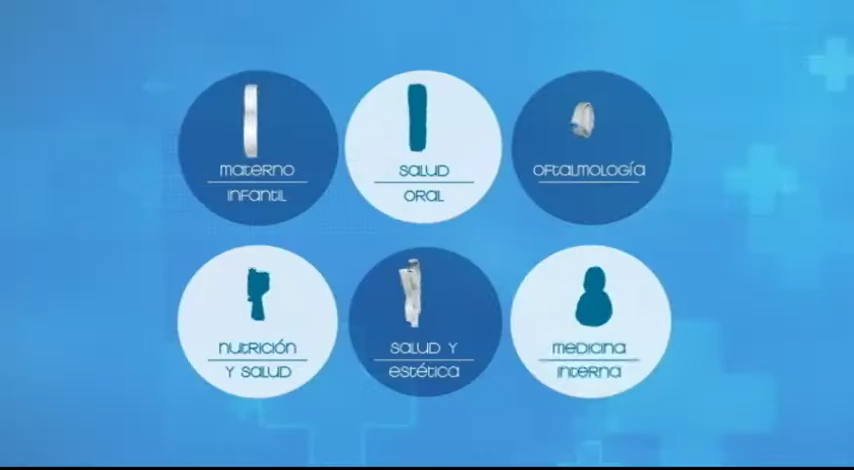 materno
infantil
salud
oral
oftalmología
nutrición
y salud
salud y
estética
medicina
interna